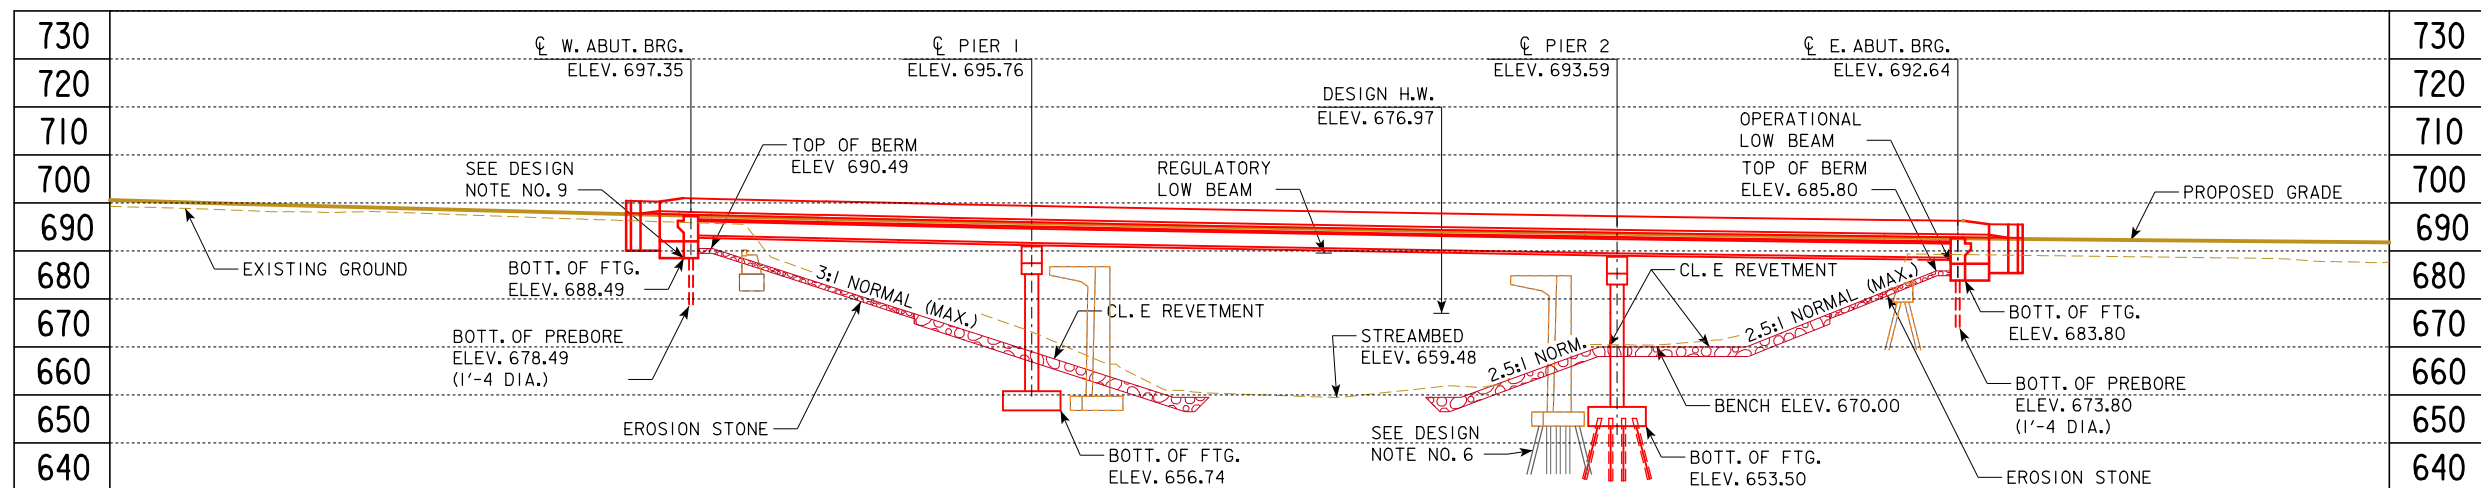 730
720
710
700
690
680
670
660
650
640
℄ W. ABUT. BRG.
ELEV. 697.35
℄ PIER 1
ELEV. 695.76
℄ PIER 2
ELEV. 693.59
℄ E. ABUT. BRG.
ELEV. 692.64
DESIGN H.W.
ELEV. 676.97
OPERATIONAL
LOW BEAM
TOP OF BERM
ELEV 690.49
SEE DESIGN
NOTE NO. 9
REGULATORY
LOW BEAM
TOP OF BERM
ELEV. 685.80
PROPOSED GRADE
EXISTING GROUND
BOTT. OF FTG.
ELEV. 688.49
3:1 NORMAL (MAX.)
CL. E REVETMENT
CL. E REVETMENT
2.5:1 NORMAL (MAX.)
BOTT. OF FTG.
ELEV. 683.80
BOTT. OF PREBORE
ELEV. 678.49
(1'-4 DIA.)
STREAMBED
ELEV. 659.48
2.5:1 NORM.
BOTT. OF PREBORE
ELEV. 673.80
(1'-4 DIA.)
BENCH ELEV. 670.00
EROSION STONE
SEE DESIGN
NOTE NO. 6
BOTT. OF FTG.
ELEV. 656.74
BOTT. OF FTG.
ELEV. 653.50
EROSION STONE
730
720
710
700
690
680
670
660
650
640